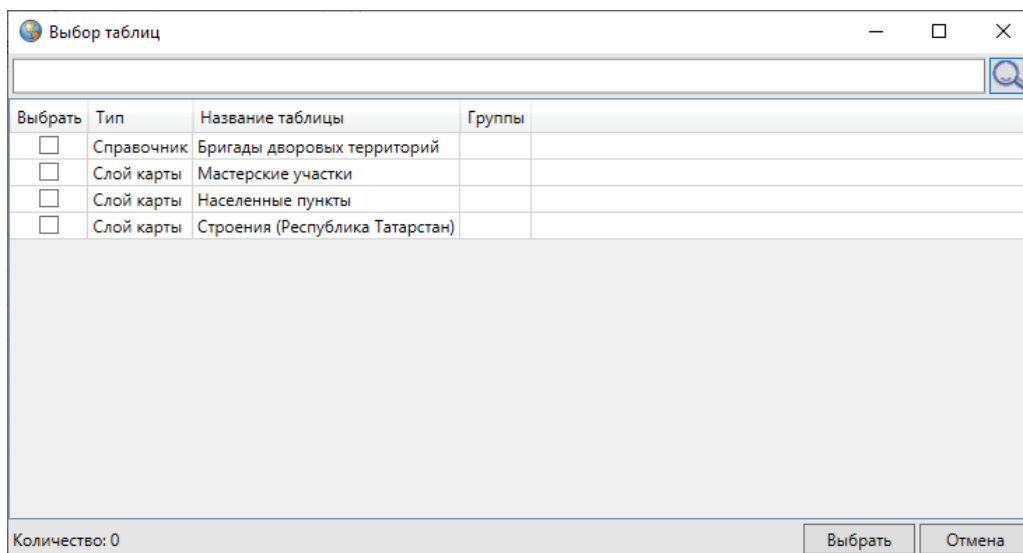 Выбор таблиц
Выбрать Тип Название таблицы Группы
Справочник Бригады дворовых территорий
Слой карты Мастерские участки
Слой карты Населенные пункты
Слой карты Строения (Республика Татарстан)
Количество: 0 Выбрать Отмена